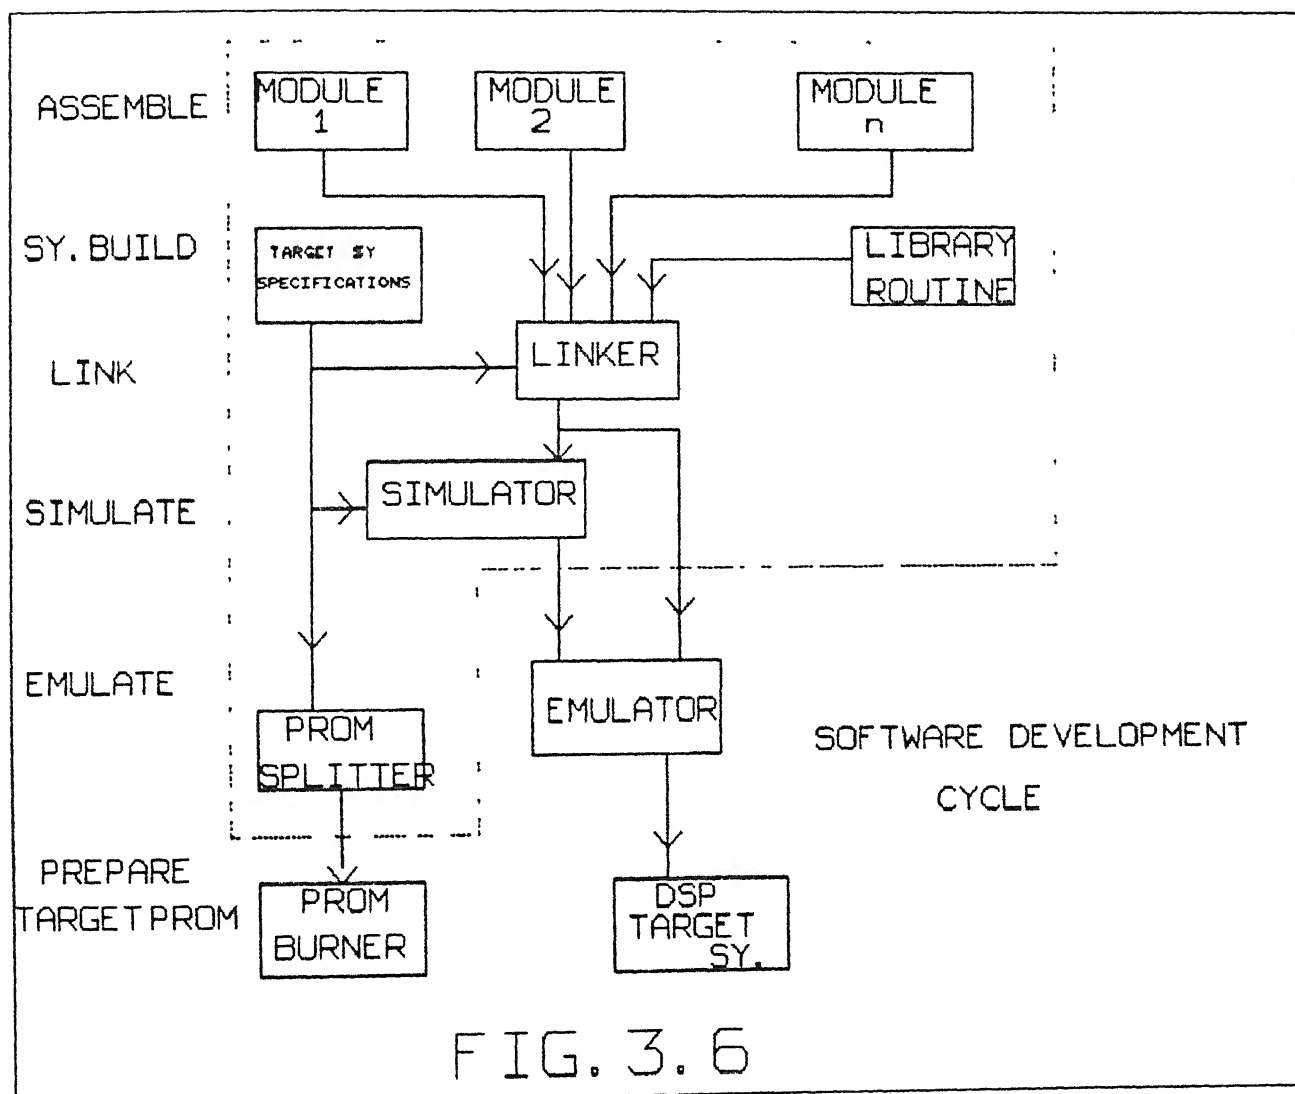 MODULE
1
MODULE
2
MODULE
n
ASSEMBLE
SY. BUILD
TARGET SY
SPECIFICATIONS
LIBRARY
ROUTINE
LINK
LINKER
SIMULATE
SIMULATOR
EMULATE
EMULATOR
PROM
SPLITTER
SOFTWARE DEVELOPMENT
CYCLE
PREPARE
TARGET PROM
PROM
BURNER
DSP
TARGET
SY.
FIG. 3. 6